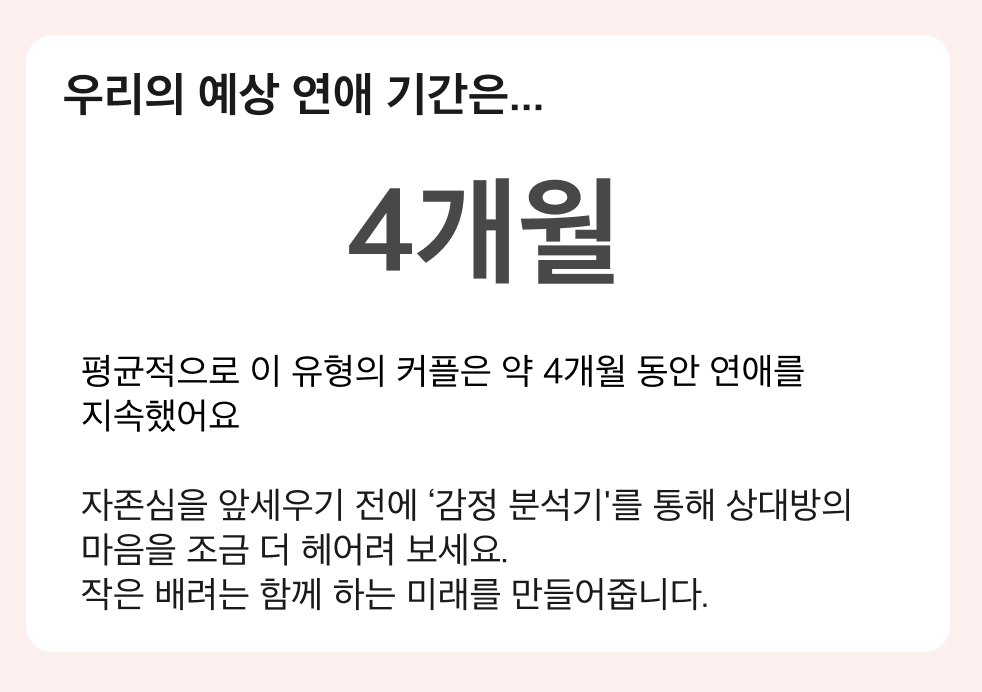 우리의 예상 연애 기간은...
4개월
평균적으로 이 유형의 커플은 약 4개월 동안 연애를
지속했어요
자존심을 앞세우기 전에 ‘감정 분석기'를 통해 상대방의
마음을 조금 더 헤어려 보세요.
작은 배려는 함께 하는 미래를 만들어줍니다.